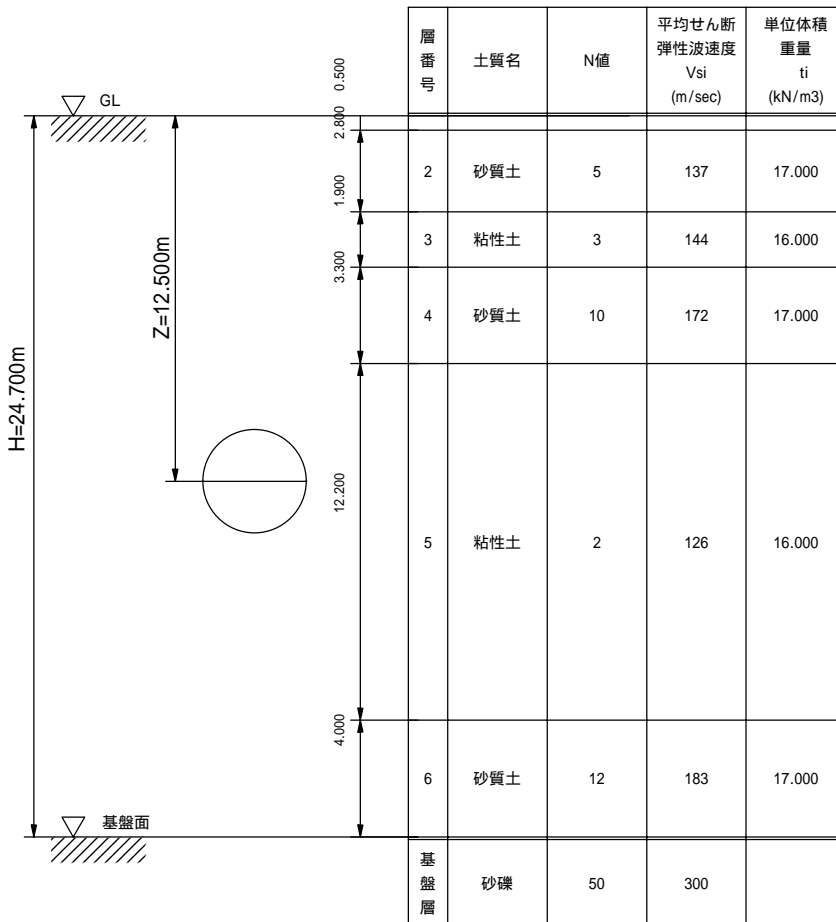 層番号
土質名
N値
平均せん断
弾性波速度
Vsi
(m/sec)
単位体積
重量
ti
(kN/m3)
GL
0.500
2.800
2 砂質土 5 137 17.000
1.900
3 粘性土 3 144 16.000
3.300
4 砂質土 10 172 17.000
Z=12.500m
H=24.700m
12.200
5 粘性土 2 126 16.000
4.000
6 砂質土 12 183 17.000
基盤面
基盤層 砂礫 50 300